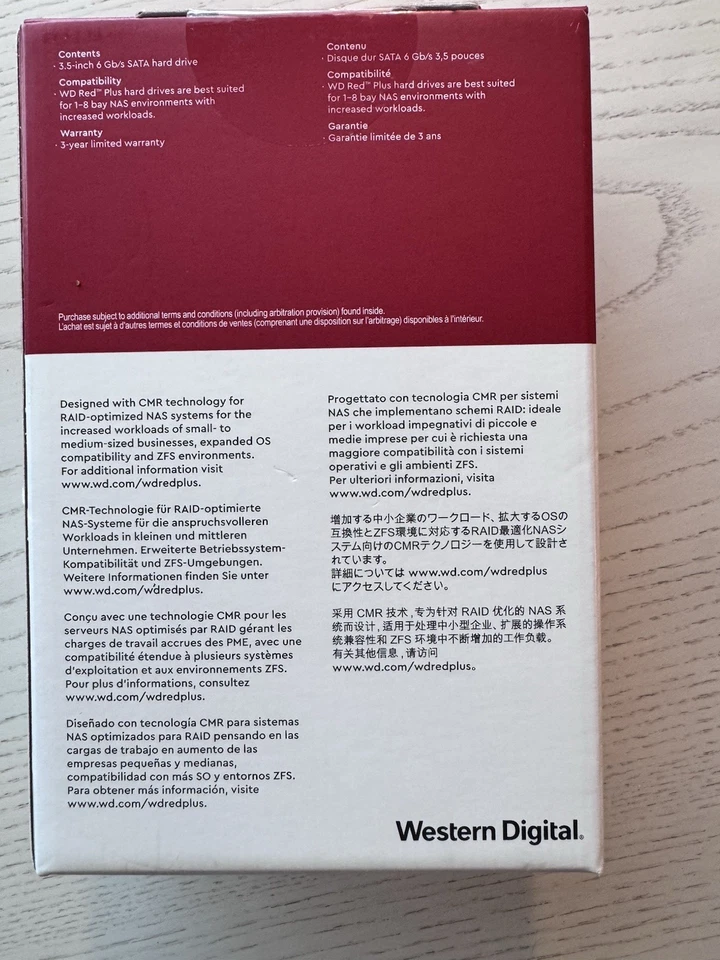 Contents
· 3.5-inch 6 Gb/s SATA hard drive
Compatibility
· WD Red™ Plus hard drives are best suited
for 1–8 bay NAS environments with
increased workloads.
Warranty
· 3-year limited warranty
Contenu
· Disque dur SATA 6 Gb/s 3,5 pouces
Compatibilité
· WD Red™ Plus hard drives are best suited
for 1–8 bay NAS environments with
increased workloads.
Garantie
· Garantie limitée de 3 ans
Purchase subject to additional terms and conditions (including arbitration provision) found inside.
L'achat est sujet à d'autres termes et conditions de ventes (comprenant une disposition sur l'arbitrage) disponibles à l'intérieur.
Designed with CMR technology for
RAID-optimized NAS systems for the
increased workloads of small- to
medium-sized businesses, expanded OS
compatibility and ZFS environments.
For additional information visit
www.wd.com/wdredplus.
CMR-Technologie für RAID-optimierte
NAS-Systeme für die anspruchsvolleren
Workloads in kleinen und mittleren
Unternehmen. Erweiterte Betriebssystem-
Kompatibilität und ZFS-Umgebungen.
Weitere Informationen finden Sie unter
www.wd.com/wdredplus.
Conçu avec une technologie CMR pour les
serveurs NAS optimisés par RAID gérant les
charges de travail accrues des PME, avec une
compatibilité étendue à plusieurs systèmes
d'exploitation et aux environnements ZFS.
Pour plus d'informations, consultez
www.wd.com/wdredplus.
Diseñado con tecnología CMR para sistemas
NAS optimizados para RAID pensando en las
cargas de trabajo en aumento de las
empresas pequeñas y medianas,
compatibilidad con más SO y entornos ZFS.
Para obtener más información, visite
www.wd.com/wdredplus.
Progettato con tecnologia CMR per sistemi
NAS che implementano schemi RAID: ideale
per i workload impegnativi di piccole e
medie imprese per cui è richiesta una
maggiore compatibilità con i sistemi
operativi e gli ambienti ZFS.
Per ulteriori informazioni, visita
www.wd.com/wdredplus.
増加する中小企業のワークロード、拡大するOSの
互換性とZFS環境に対応するRAID最適化NASシ
ステム向けのCMRテクノロジーを使用して設計さ
れています。
詳細については www.wd.com/wdredplus
にアクセスしてください。
采用 CMR 技术，专为针对 RAID 优化的 NAS 系
统而设计，适用于处理中小型企业、扩展的操作系
统兼容性和 ZFS 环境中不断增加的工作负载。
有关其他信息，请访问
www.wd.com/wdredplus。
Western Digital®